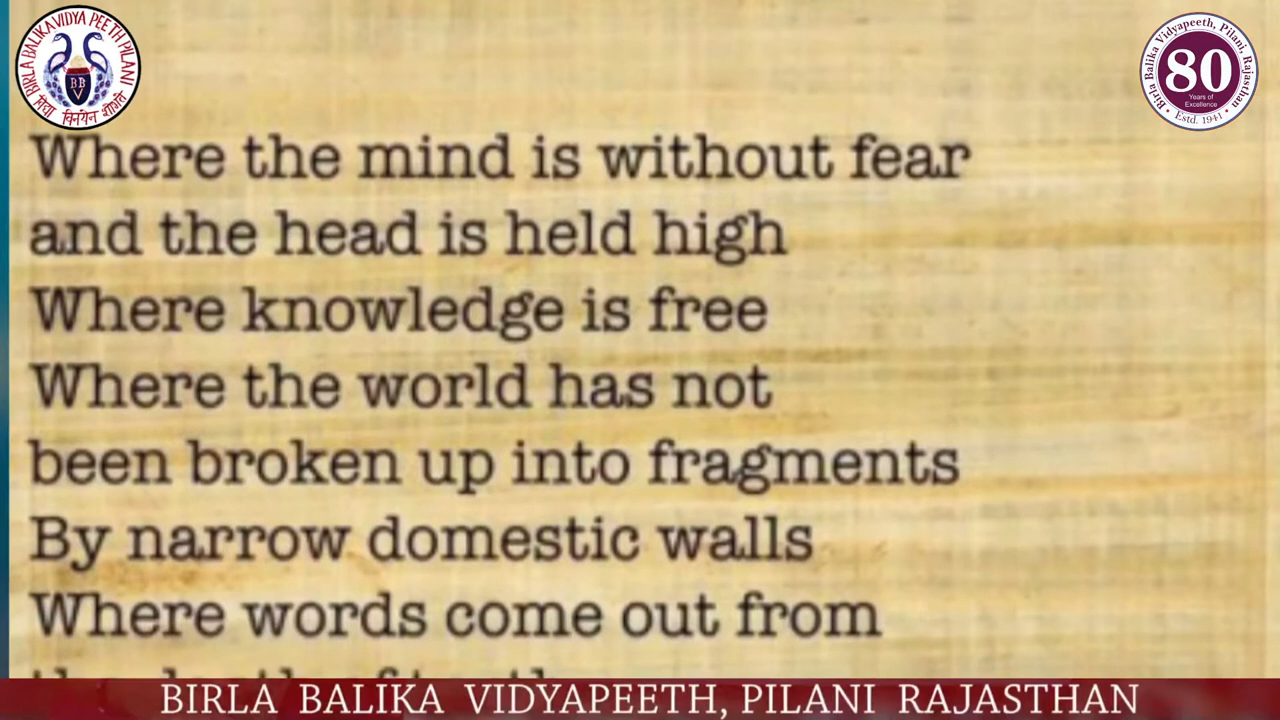 BIRLA BALIKA VIDYA PEETH PILANI
BBV
Birla Balika Vidyapeeth, Pilani, Rajasthan
80
Years of
Excellence
Estd. 1941
Where the mind is without fear
and the head is held high
Where knowledge is free
Where the world has not
been broken up into fragments
By narrow domestic walls
Where words come out from
BIRLA BALIKA VIDYAPEETH, PILANI RAJASTHAN